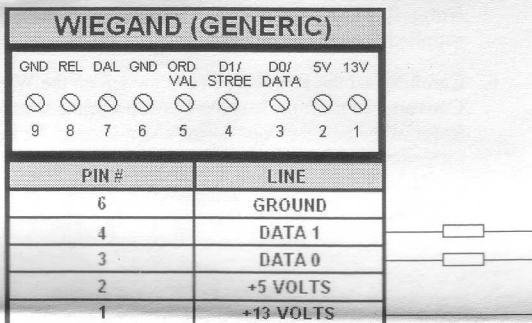 WIEGAND (GENERIC)
GND REL DAL GND ORD VAL D1/ STRBE D0/ DATA 5V 13V
9 8 7 6 5 4 3 2 1
PIN # LINE
6 GROUND
4 DATA 1
3 DATA 0
2 +5 VOLTS
1 +13 VOLTS